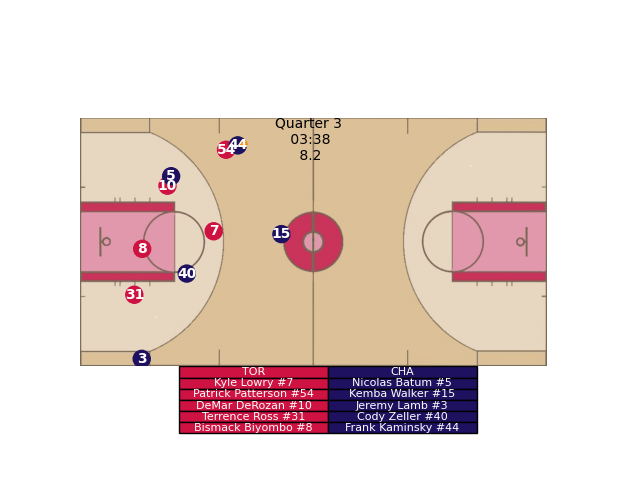 Quarter 3
03:38
8.2
54 44
5
10
7
15
8
40
31
3
TOR CHA
Kyle Lowry #7 Nicolas Batum #5
Patrick Patterson #54 Kemba Walker #15
DeMar DeRozan #10 Jeremy Lamb #3
Terrence Ross #31 Cody Zeller #40
Bismack Biyombo #8 Frank Kaminsky #44